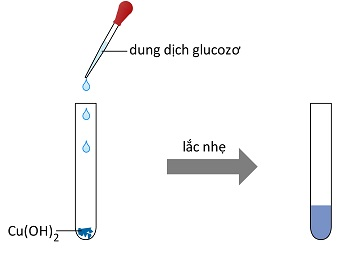 dung dịch glucozơ
lắc nhẹ
Cu(OH)₂